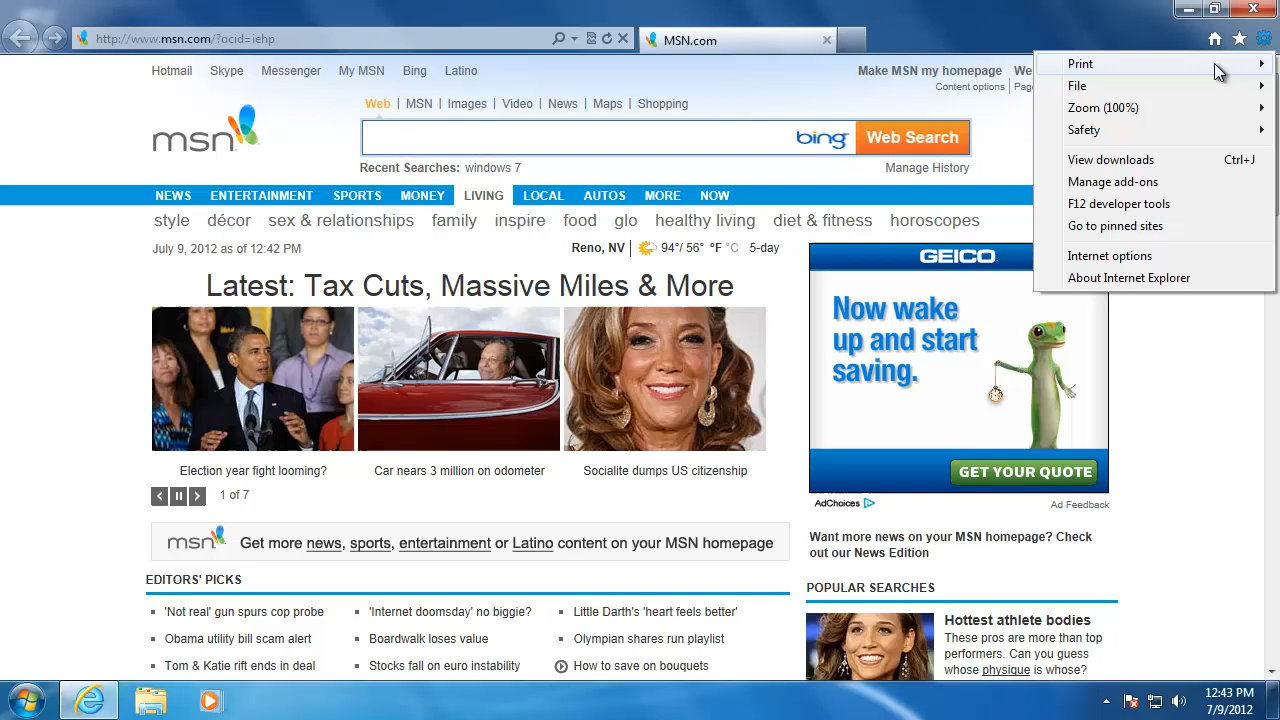 http://www.msn.com/?ocid=iehp
MSN.com
Hotmail Skype Messenger My MSN Bing Latino
Make MSN my homepage We
Content options Page
Web | MSN | Images | Video | News | Maps | Shopping
msn
bing Web Search
Recent Searches: windows 7 Manage History
NEWS ENTERTAINMENT SPORTS MONEY LIVING LOCAL AUTOS MORE NOW
style décor sex & relationships family inspire food glo healthy living diet & fitness horoscopes
July 9, 2012 as of 12:42 PM Reno, NV 94°/ 56° °F °C 5-day
Latest: Tax Cuts, Massive Miles & More
Election year fight looming? Car nears 3 million on odometer Socialite dumps US citizenship
1 of 7
msn Get more news, sports, entertainment or Latino content on your MSN homepage
EDITORS' PICKS
'Not real' gun spurs cop probe 'Internet doomsday' no biggie? Little Darth's 'heart feels better'
Obama utility bill scam alert Boardwalk loses value Olympian shares run playlist
Tom & Katie rift ends in deal Stocks fall on euro instability How to save on bouquets
GEICO
Now wake
up and start
saving.
GET YOUR QUOTE
AdChoices Ad Feedback
Want more news on your MSN homepage? Check
out our News Edition
POPULAR SEARCHES
Hottest athlete bodies
These pros are more than top
performers. Can you guess
whose physique is whose?
Print
File
Zoom (100%)
Safety
View downloads Ctrl+J
Manage add-ons
F12 developer tools
Go to pinned sites
Internet options
About Internet Explorer
12:43 PM
7/9/2012